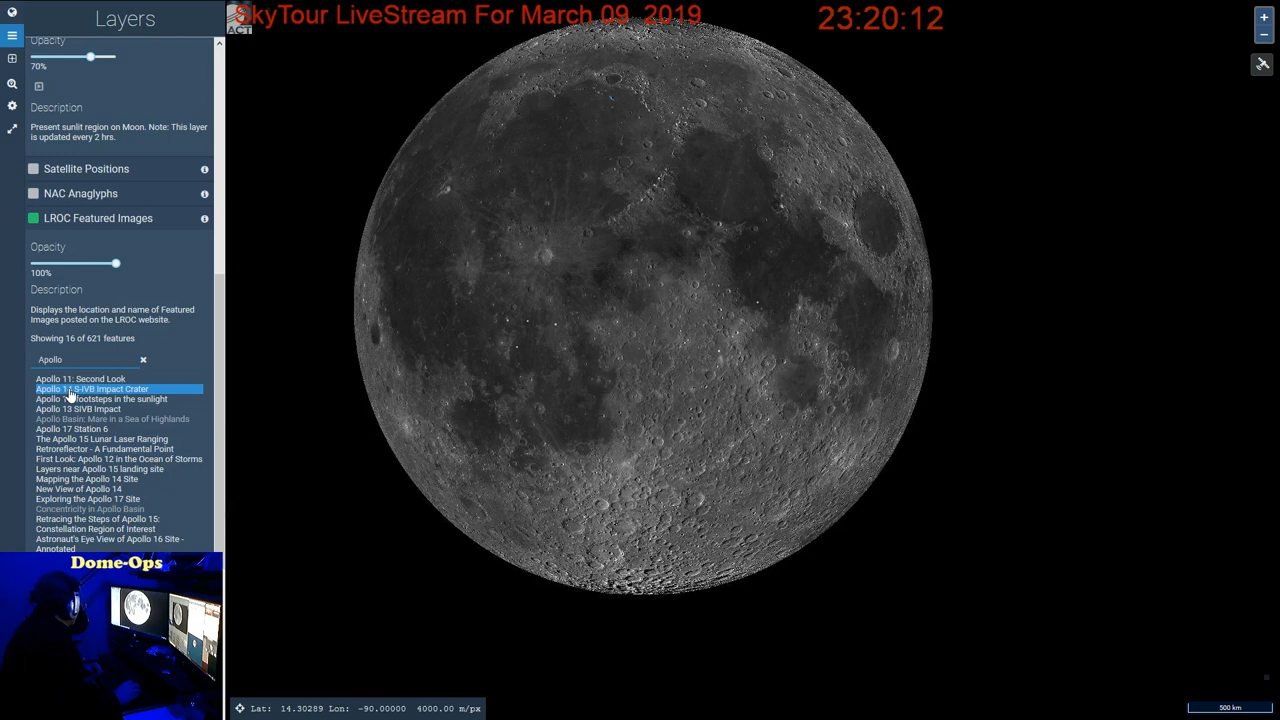 SkyTour LiveStream For March 09 2019
23:20:12
ACT
Layers
Opacity
70%
Description
Present sunlit region on Moon. Note: This layer
is updated every 2 hrs.
Satellite Positions
NAC Anaglyphs
LROC Featured Images
Opacity
100%
Description
Displays the location and name of Featured
Images posted on the LROC website.
Showing 16 of 621 features
Apollo
Apollo 11: Second Look
Apollo S-IVB Impact Crater
Apollo footsteps in the sunlight
Apollo 13 SIVB Impact
Apollo Basin: Mare in a Sea of Highlands
Apollo 17 Station 6
The Apollo 15 Lunar Laser Ranging
Retroreflector - A Fundamental Point
First Look: Apollo 12 in the Ocean of Storms
Layers near Apollo 15 landing site
Mapping the Apollo 14 Site
New View of Apollo 14
Exploring the Apollo 17 Site
Concentricity in Apollo Basin
Retracing the Steps of Apollo 15:
Constellation Region of Interest
Astronaut's Eye View of Apollo 16 Site -
Annotated
Dome-Ops
Lat: 14.30289 Lon: -90.00000 4000.00 m/px
500 km